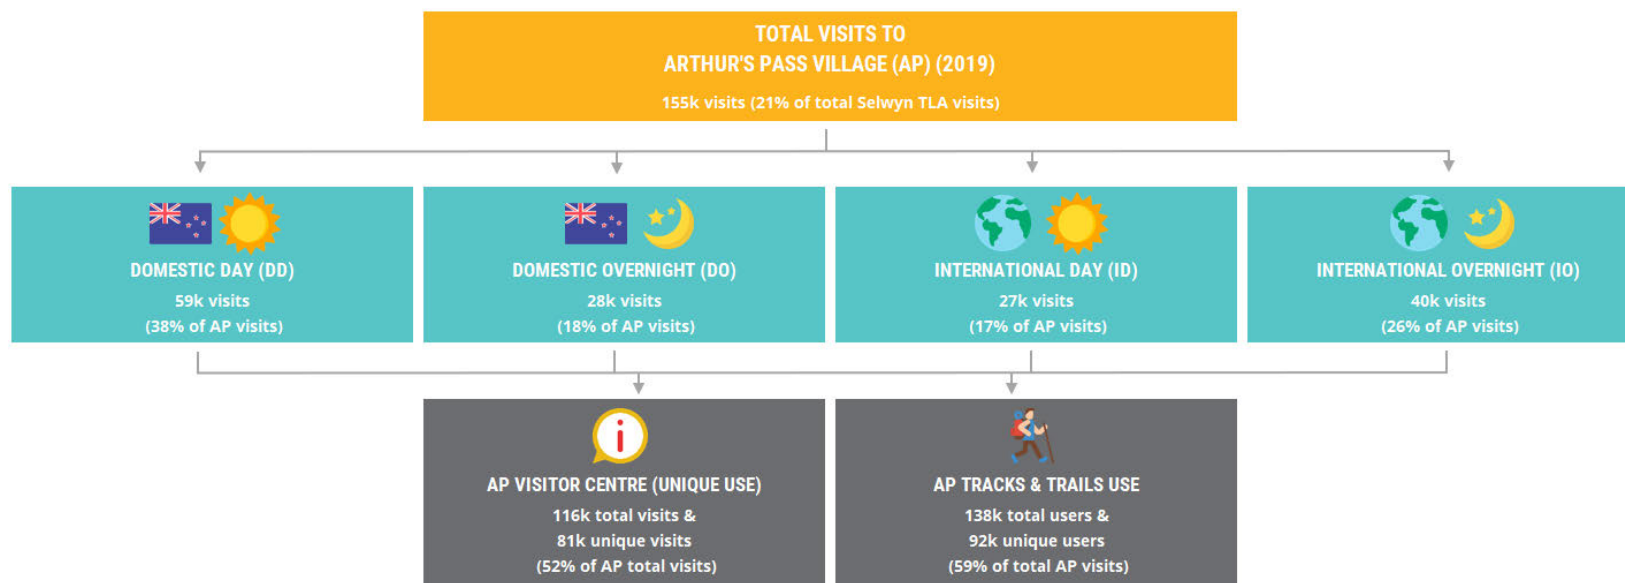 TOTAL VISITS TO
ARTHUR'S PASS VILLAGE (AP) (2019)
155k visits (21% of total Selwyn TLA visits)
DOMESTIC DAY (DD)
59k visits
(38% of AP visits)
DOMESTIC OVERNIGHT (DO)
28k visits
(18% of AP visits)
INTERNATIONAL DAY (ID)
27k visits
(17% of AP visits)
INTERNATIONAL OVERNIGHT (IO)
40k visits
(26% of AP visits)
i
AP VISITOR CENTRE (UNIQUE USE)
116k total visits &
81k unique visits
(52% of AP total visits)
AP TRACKS & TRAILS USE
138k total users &
92k unique users
(59% of total AP visits)